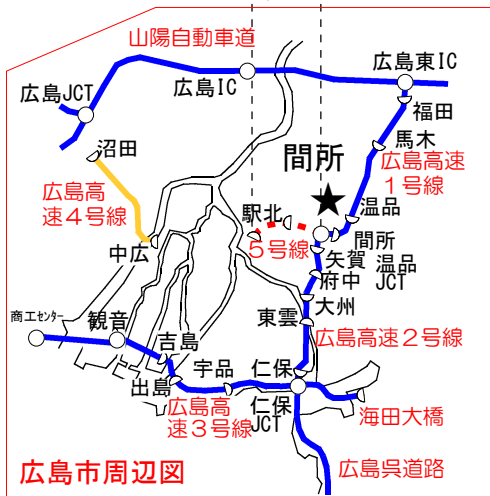 山陽自動車道
広島東IC
広島IC
広島JCT
福田
馬木
沼田
間所
広島高速
1号線
広島高
速4号線
駅北
温品
5号線
間所
中広
矢賀
温品
JCT
府中
大州
商工センター
観音
東雲
広島高速2号線
吉島
宇品
仁保
出島
広島高
速3号線
仁保
JCT
海田大橋
広島市周辺図
広島呉道路